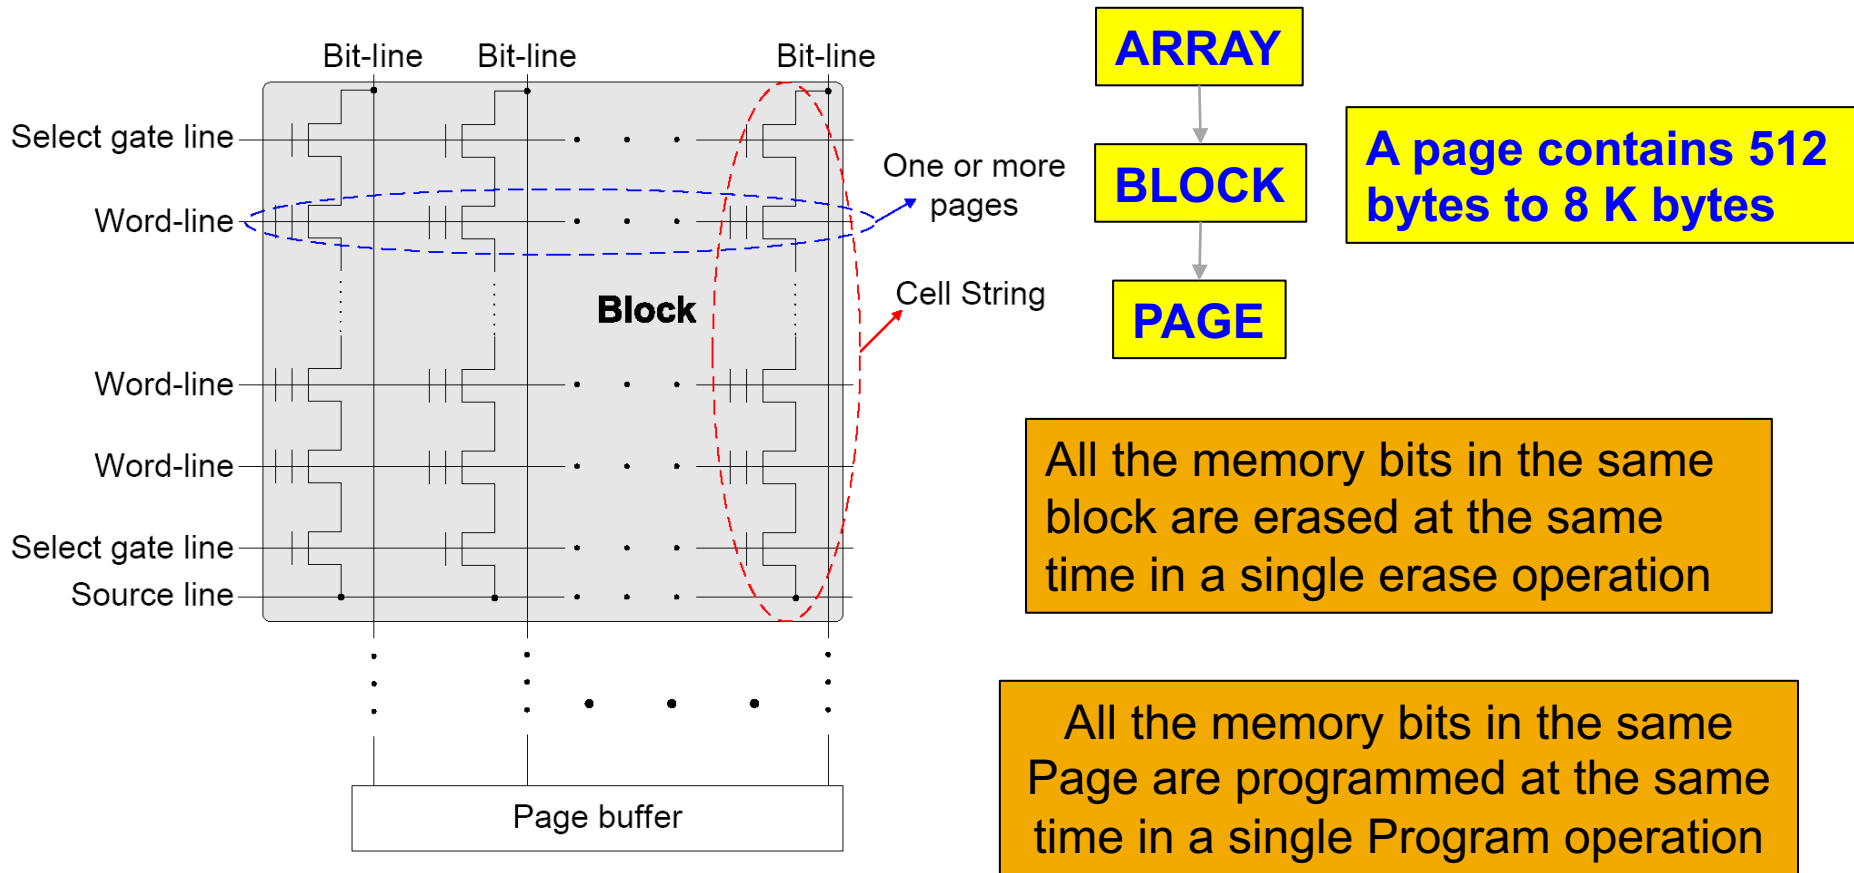 Bit-line
Bit-line
Bit-line
Select gate line
Word-line
Word-line
Word-line
Select gate line
Source line
Block
One or more
pages
Cell String
Page buffer
ARRAY
BLOCK
PAGE
A page contains 512
bytes to 8 K bytes
All the memory bits in the same
block are erased at the same
time in a single erase operation
All the memory bits in the same
Page are programmed at the same
time in a single Program operation